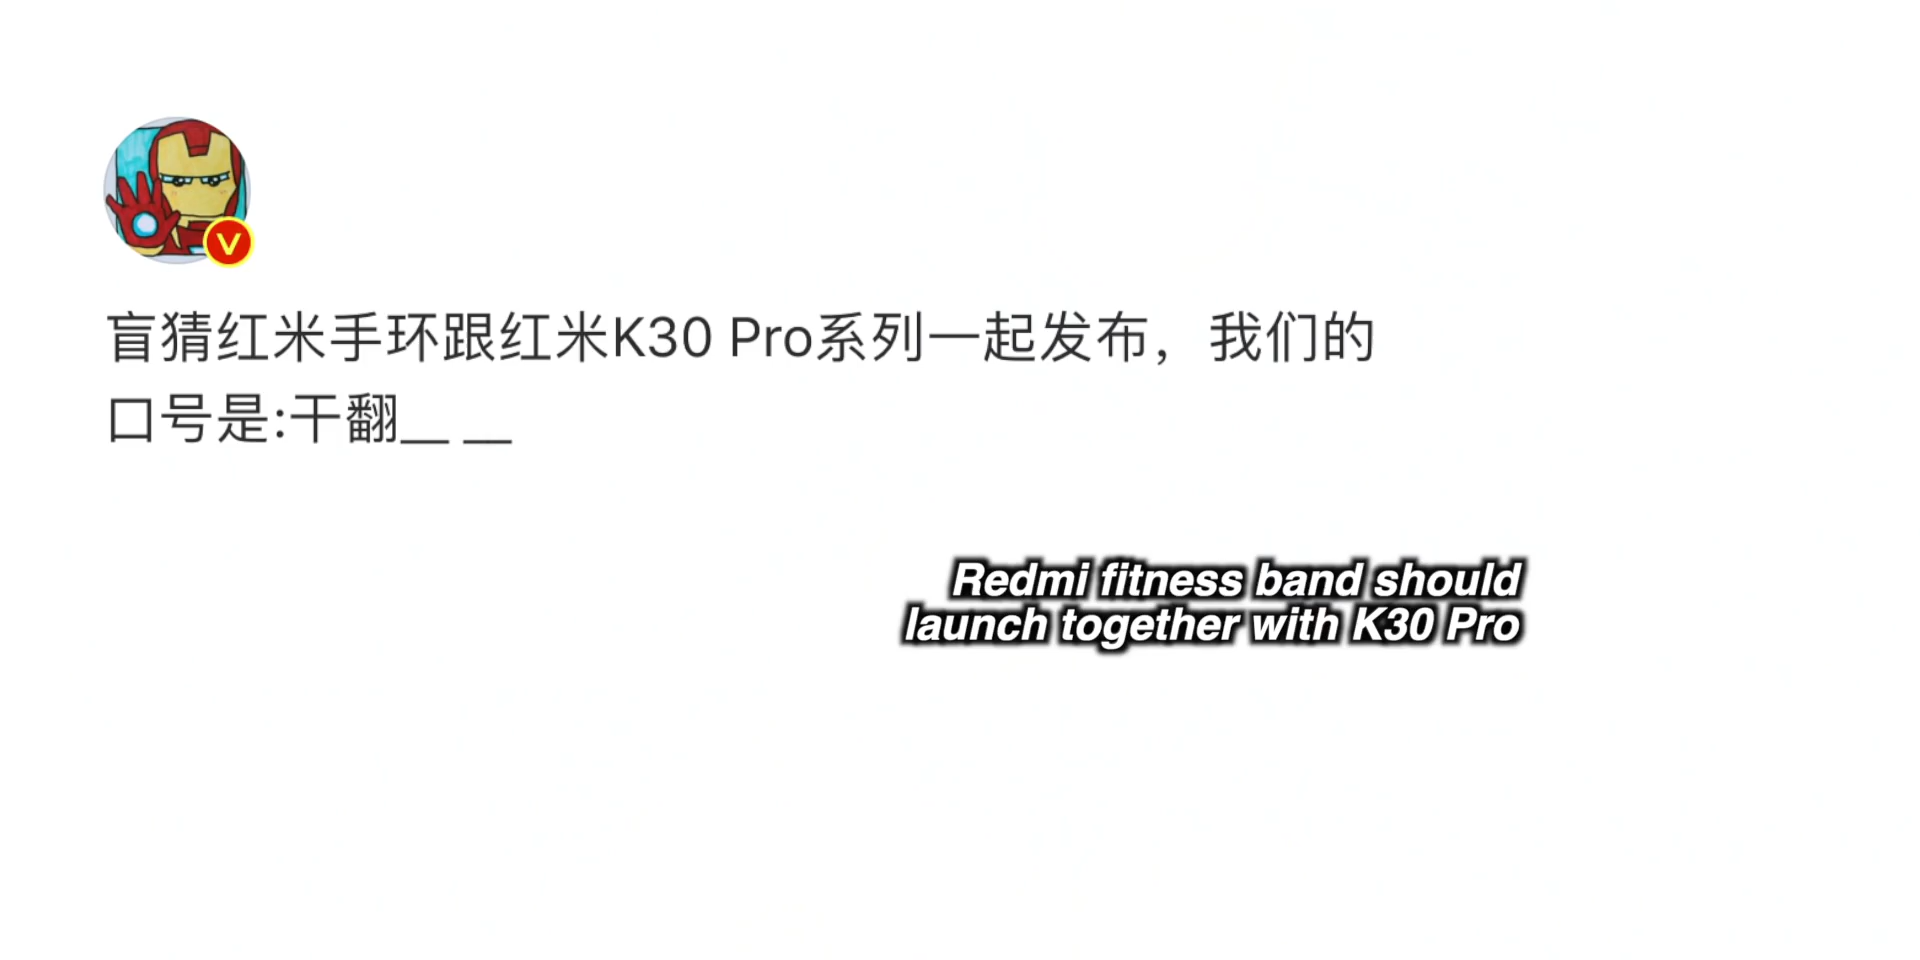 V
盲猜红米手环跟红米K30 Pro系列一起发布，我们的
口号是:干翻__ __
Redmi fitness band should
launch together with K30 Pro